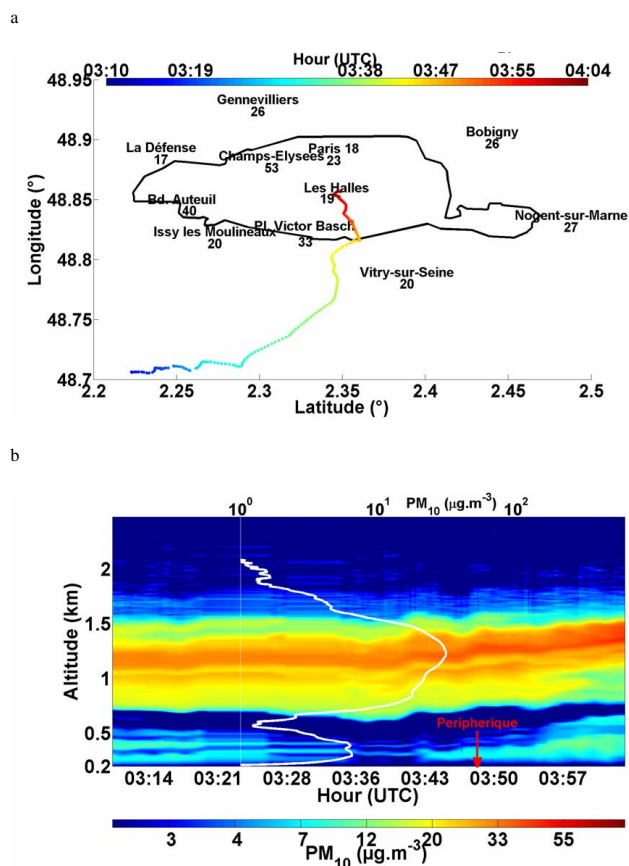 a
Hour (UTC)
03:10 03:19 03:38 03:47 03:55 04:04
48.95
Gennevilliers
26
48.9
Bobigny
26
La Défense
17
Paris 18
23
Champs-Elysees
53
48.85
Les Halles
19
Bd. Auteuil
40
Nogent-sur-Marne
27
Issy les Moulineaux
20
Pl. Victor Basch
33
48.8
Vitry-sur-Seine
20
48.75
48.7
Longitude (°)
2.2 2.25 2.3 2.35 2.4 2.45 2.5
Latitude (°)
b
10⁰ 10¹ PM₁₀ (µg.m⁻³) 10²
2
1.5
1
0.5
0.2
Altitude (km)
Peripherique
03:14 03:21 03:28 03:36 03:43 03:50 03:57
Hour (UTC)
3 4 7 12 20 33 55
PM₁₀ (µg.m⁻³)